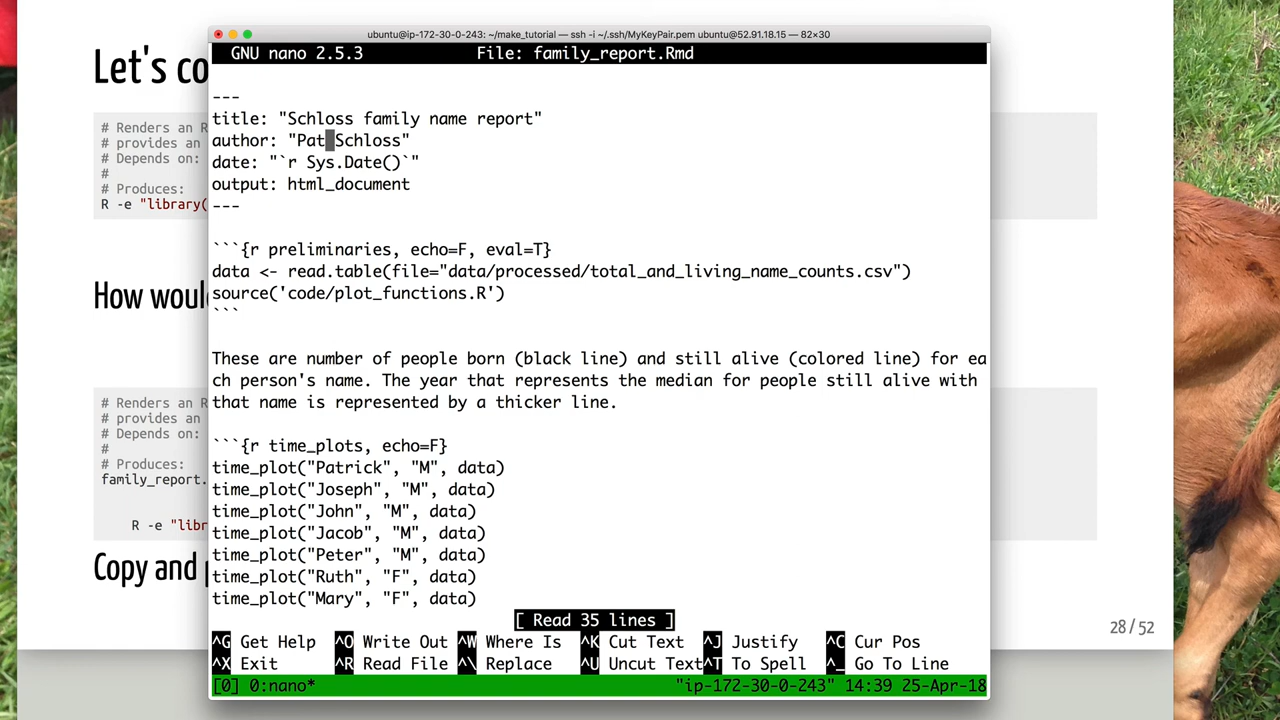 ubuntu@ip-172-30-0-243: ~/make_tutorial — ssh -i ~/.ssh/MyKeyPair.pem ubuntu@52.91.18.15 — 82×30
GNU nano 2.5.3 File: family_report.Rmd
---
title: "Schloss family name report"
author: "Pat Schloss"
date: "`r Sys.Date()`"
output: html_document
---
```{r preliminaries, echo=F, eval=T}
data <- read.table(file="data/processed/total_and_living_name_counts.csv")
source('code/plot_functions.R')
```
These are number of people born (black line) and still alive (colored line) for ea
ch person's name. The year that represents the median for people still alive with
that name is represented by a thicker line.
```{r time_plots, echo=F}
time_plot("Patrick", "M", data)
time_plot("Joseph", "M", data)
time_plot("John", "M", data)
time_plot("Jacob", "M", data)
time_plot("Peter", "M", data)
time_plot("Ruth", "F", data)
time_plot("Mary", "F", data)
[ Read 35 lines ]
^G Get Help ^O Write Out ^W Where Is ^K Cut Text ^J Justify ^C Cur Pos
^X Exit ^R Read File ^\ Replace ^U Uncut Text ^T To Spell ^_ Go To Line
[0] 0:nano* "ip-172-30-0-243" 14:39 25-Apr-18
Let's co
# Renders an R
# provides an
# Depends on:
#
# Produces:
R -e "library(
How would
# Renders an R
# provides an
# Depends on:
#
# Produces:
family_report.
R -e "libr
Copy and
28 / 52